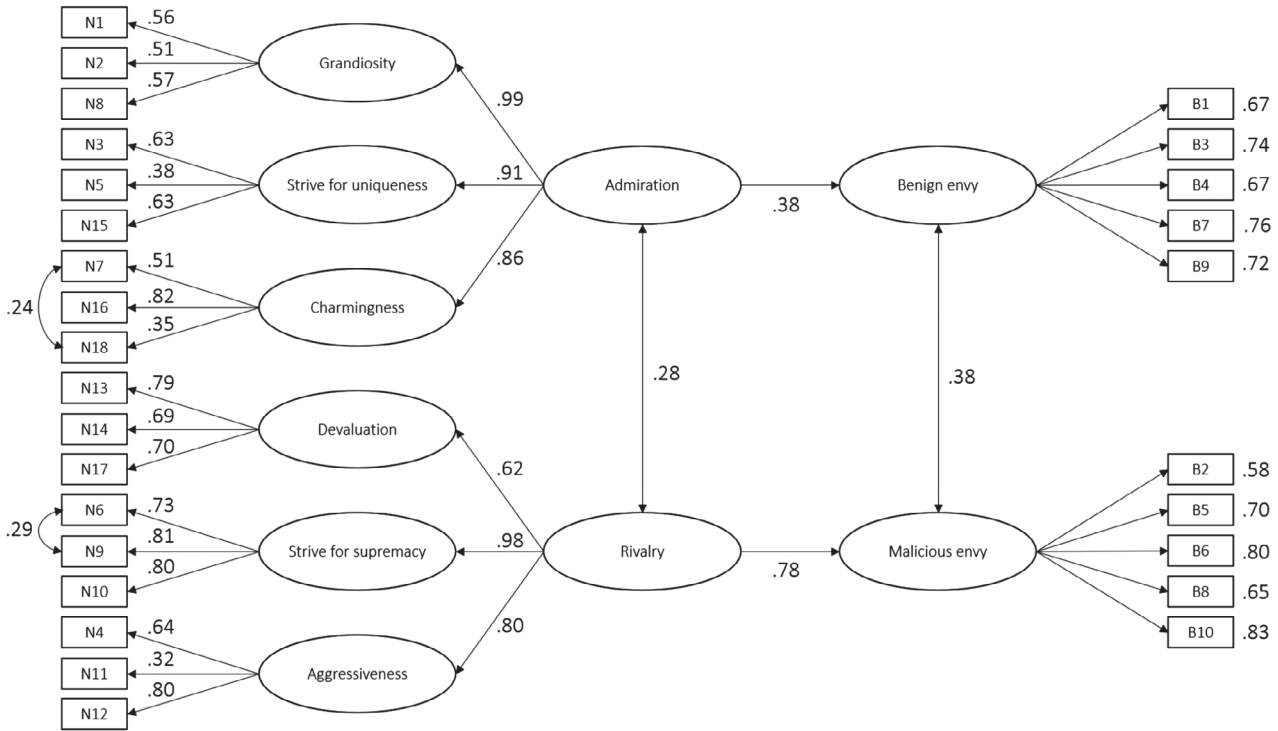 N1
.56
N2
.51
N8
.57
Grandiosity
N3
.63
N5
.38
N15
.63
Strive for uniqueness
N7
.51
N16
.82
N18
.35
.24
Charmingness
N13
.79
N14
.69
N17
.70
Devaluation
N6
.73
N9
.81
N10
.80
.29
Strive for supremacy
N4
.64
N11
.32
N12
.80
Aggressiveness
.99
.91
.86
Admiration
.62
.98
.80
Rivalry
.28
.38
Benign envy
.78
Malicious envy
.38
B1 .67
B3 .74
B4 .67
B7 .76
B9 .72
B2 .58
B5 .70
B6 .80
B8 .65
B10 .83